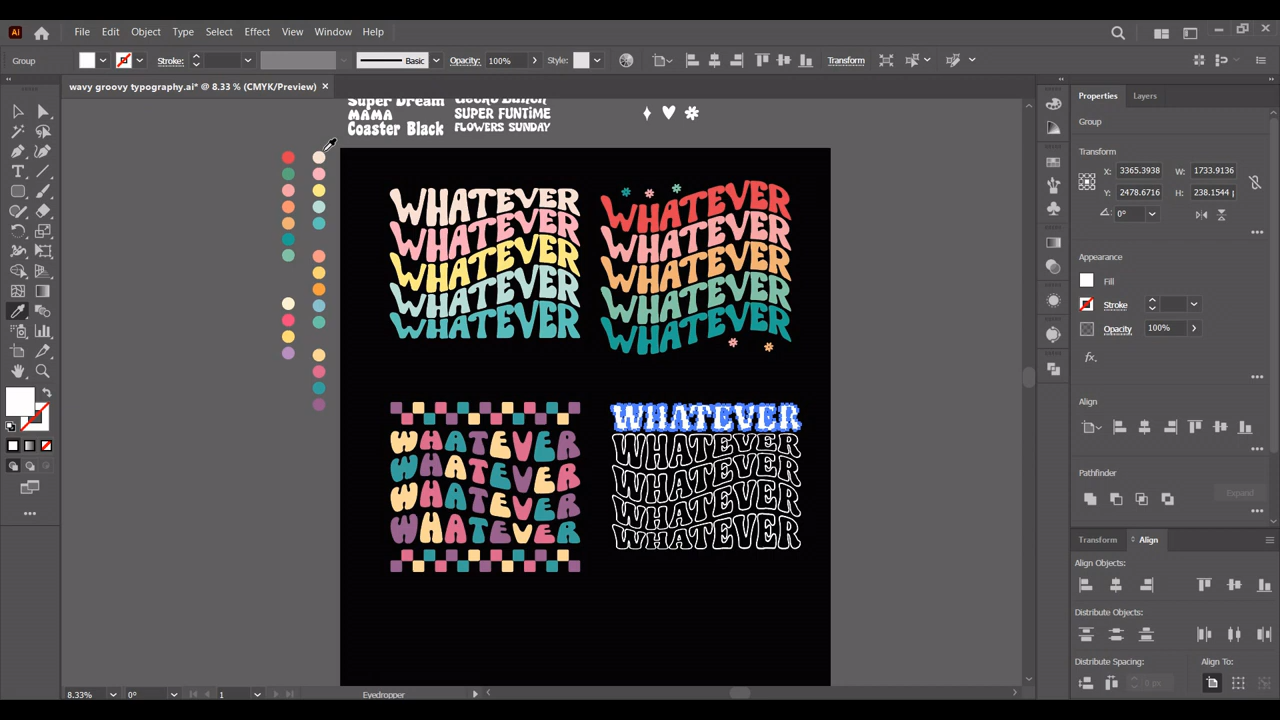 Ai File Edit Object Type Select Effect View Window Help
Group Stroke: Basic Opacity: 100% Style: Transform
wavy groovy typography.ai* @ 8.33 % (CMYK/Preview) ×
Super Dream
MAMA SUPER FUNTiME
Coaster Black FLOWERS SUNDAY
WHATEVER WHATEVER
WHATEVER WHATEVER
WHATEVER WHATEVER
WHATEVER WHATEVER
WHATEVER WHATEVER
WHATEVER
WHATEVER WHATEVER
WHATEVER WHATEVER
WHATEVER WHATEVER
WHATEVER WHATEVER
Properties Layers
Group
Transform
X: 3365.3938 W: 1733.9136
Y: 2478.6716 H: 238.1544
0°
Appearance
Fill
Stroke
Opacity 100%
fx
Align
Pathfinder
Expand
Transform Align
Align Objects:
Distribute Objects:
Distribute Spacing: Align To:
0 px
8.33% 0° 1 Eyedropper